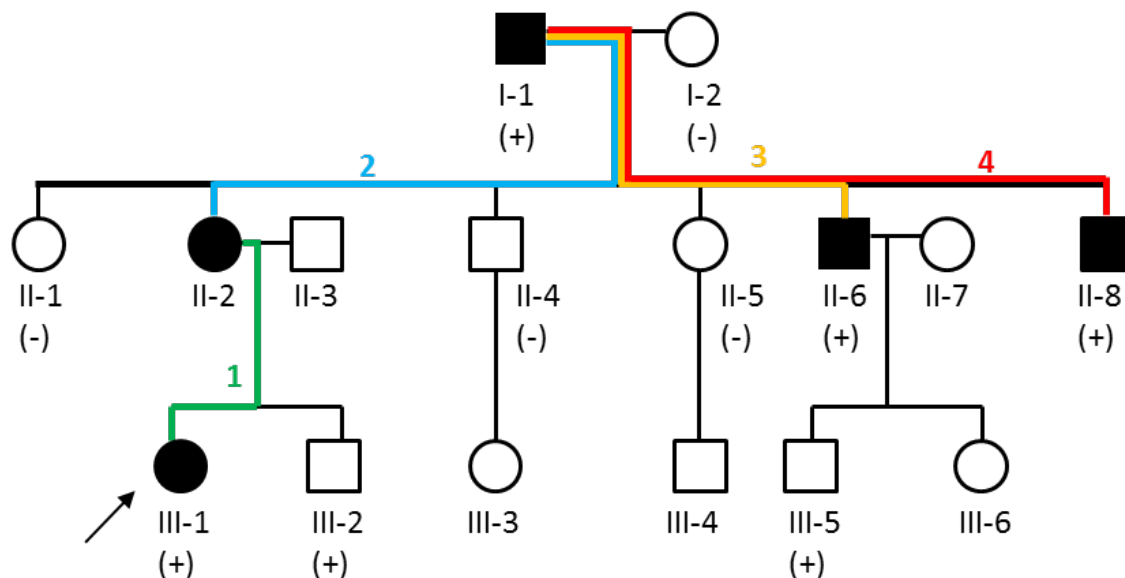 I-1
(+)
I-2
(-)
2
3
4
II-1
(-)
II-2
II-3
II-4
(-)
II-5
(-)
II-6
(+)
II-7
II-8
(+)
1
III-1
(+)
III-2
(+)
III-3
III-4
III-5
(+)
III-6